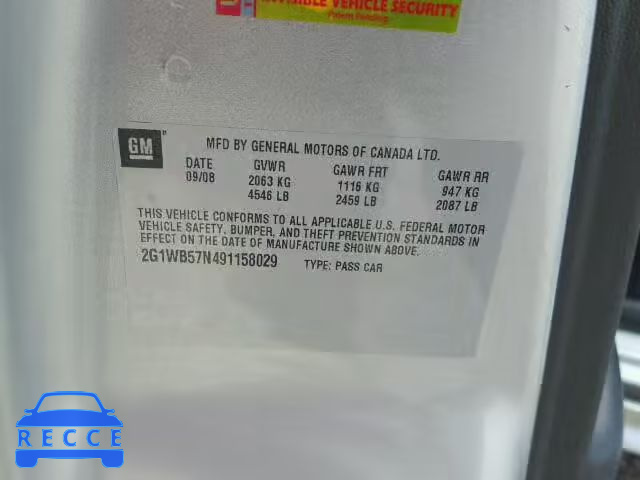 VEHICLE SECURITY
Patent Pending
GM
MFD BY GENERAL MOTORS OF CANADA LTD.
DATE GVWR GAWR FRT GAWR RR
09/08 2063 KG 1116 KG 947 KG
4546 LB 2459 LB 2087 LB
THIS VEHICLE CONFORMS TO ALL APPLICABLE U.S. FEDERAL MOTOR
VEHICLE SAFETY, BUMPER, AND THEFT PREVENTION STANDARDS IN
EFFECT ON THE DATE OF MANUFACTURE SHOWN ABOVE.
2G1WB57N491158029 TYPE: PASS CAR
RECCE